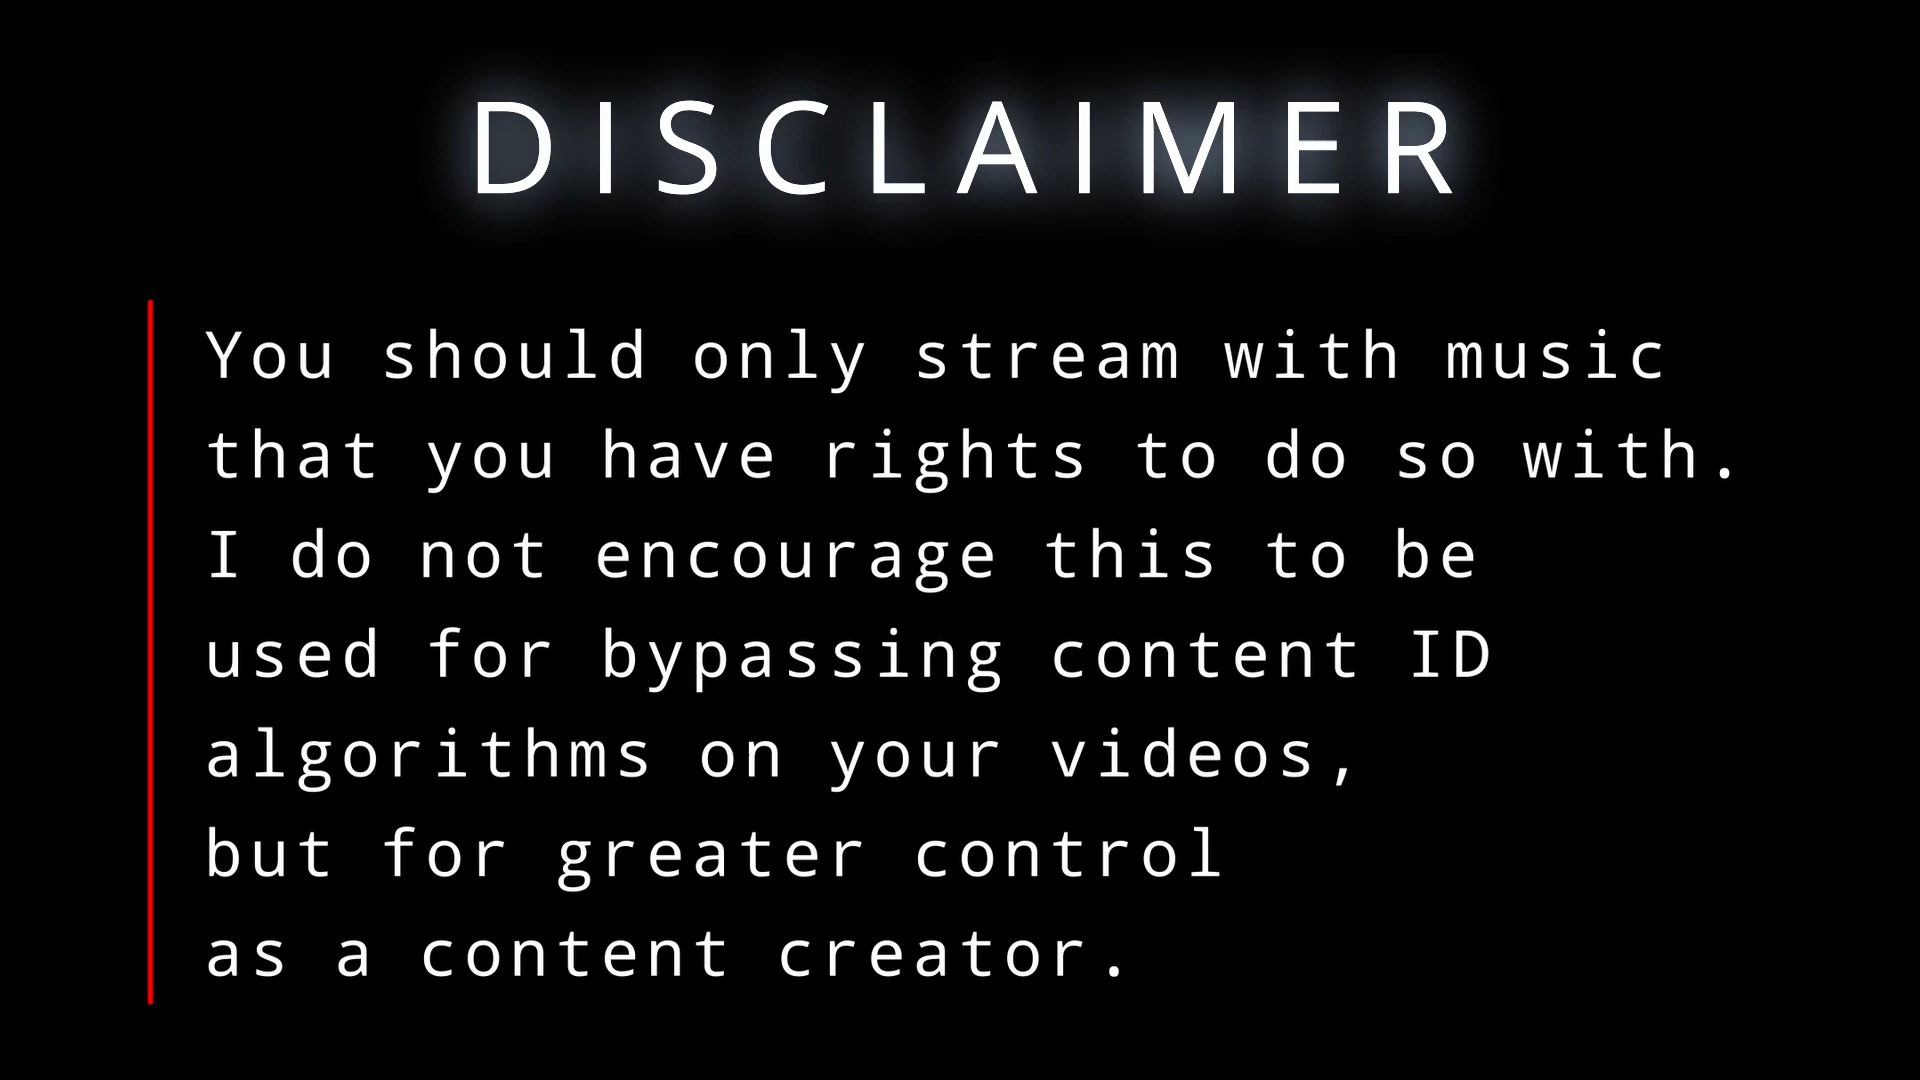 DISCLAIMER
You should only stream with music
that you have rights to do so with.
I do not encourage this to be
used for bypassing content ID
algorithms on your videos,
but for greater control
as a content creator.